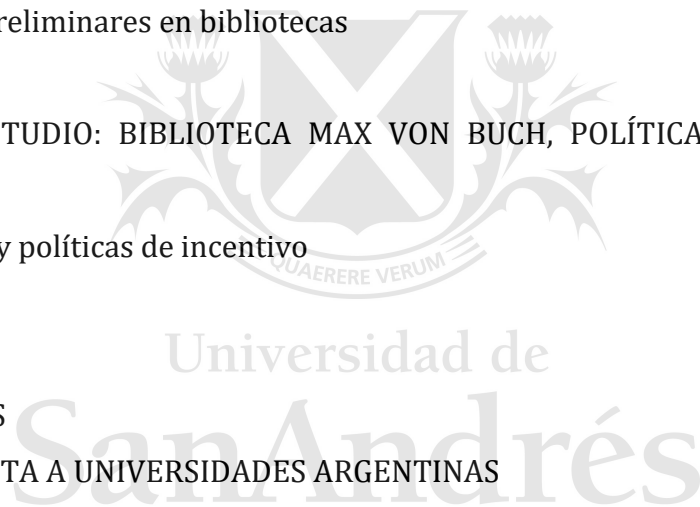 reliminares en bibliotecas
TUDIO: BIBLIOTECA MAX VON BUCH, POLÍTICA
y políticas de incentivo
QUAERERE VERUM
Universidad de
S
SanAndrés
TA A UNIVERSIDADES ARGENTINAS